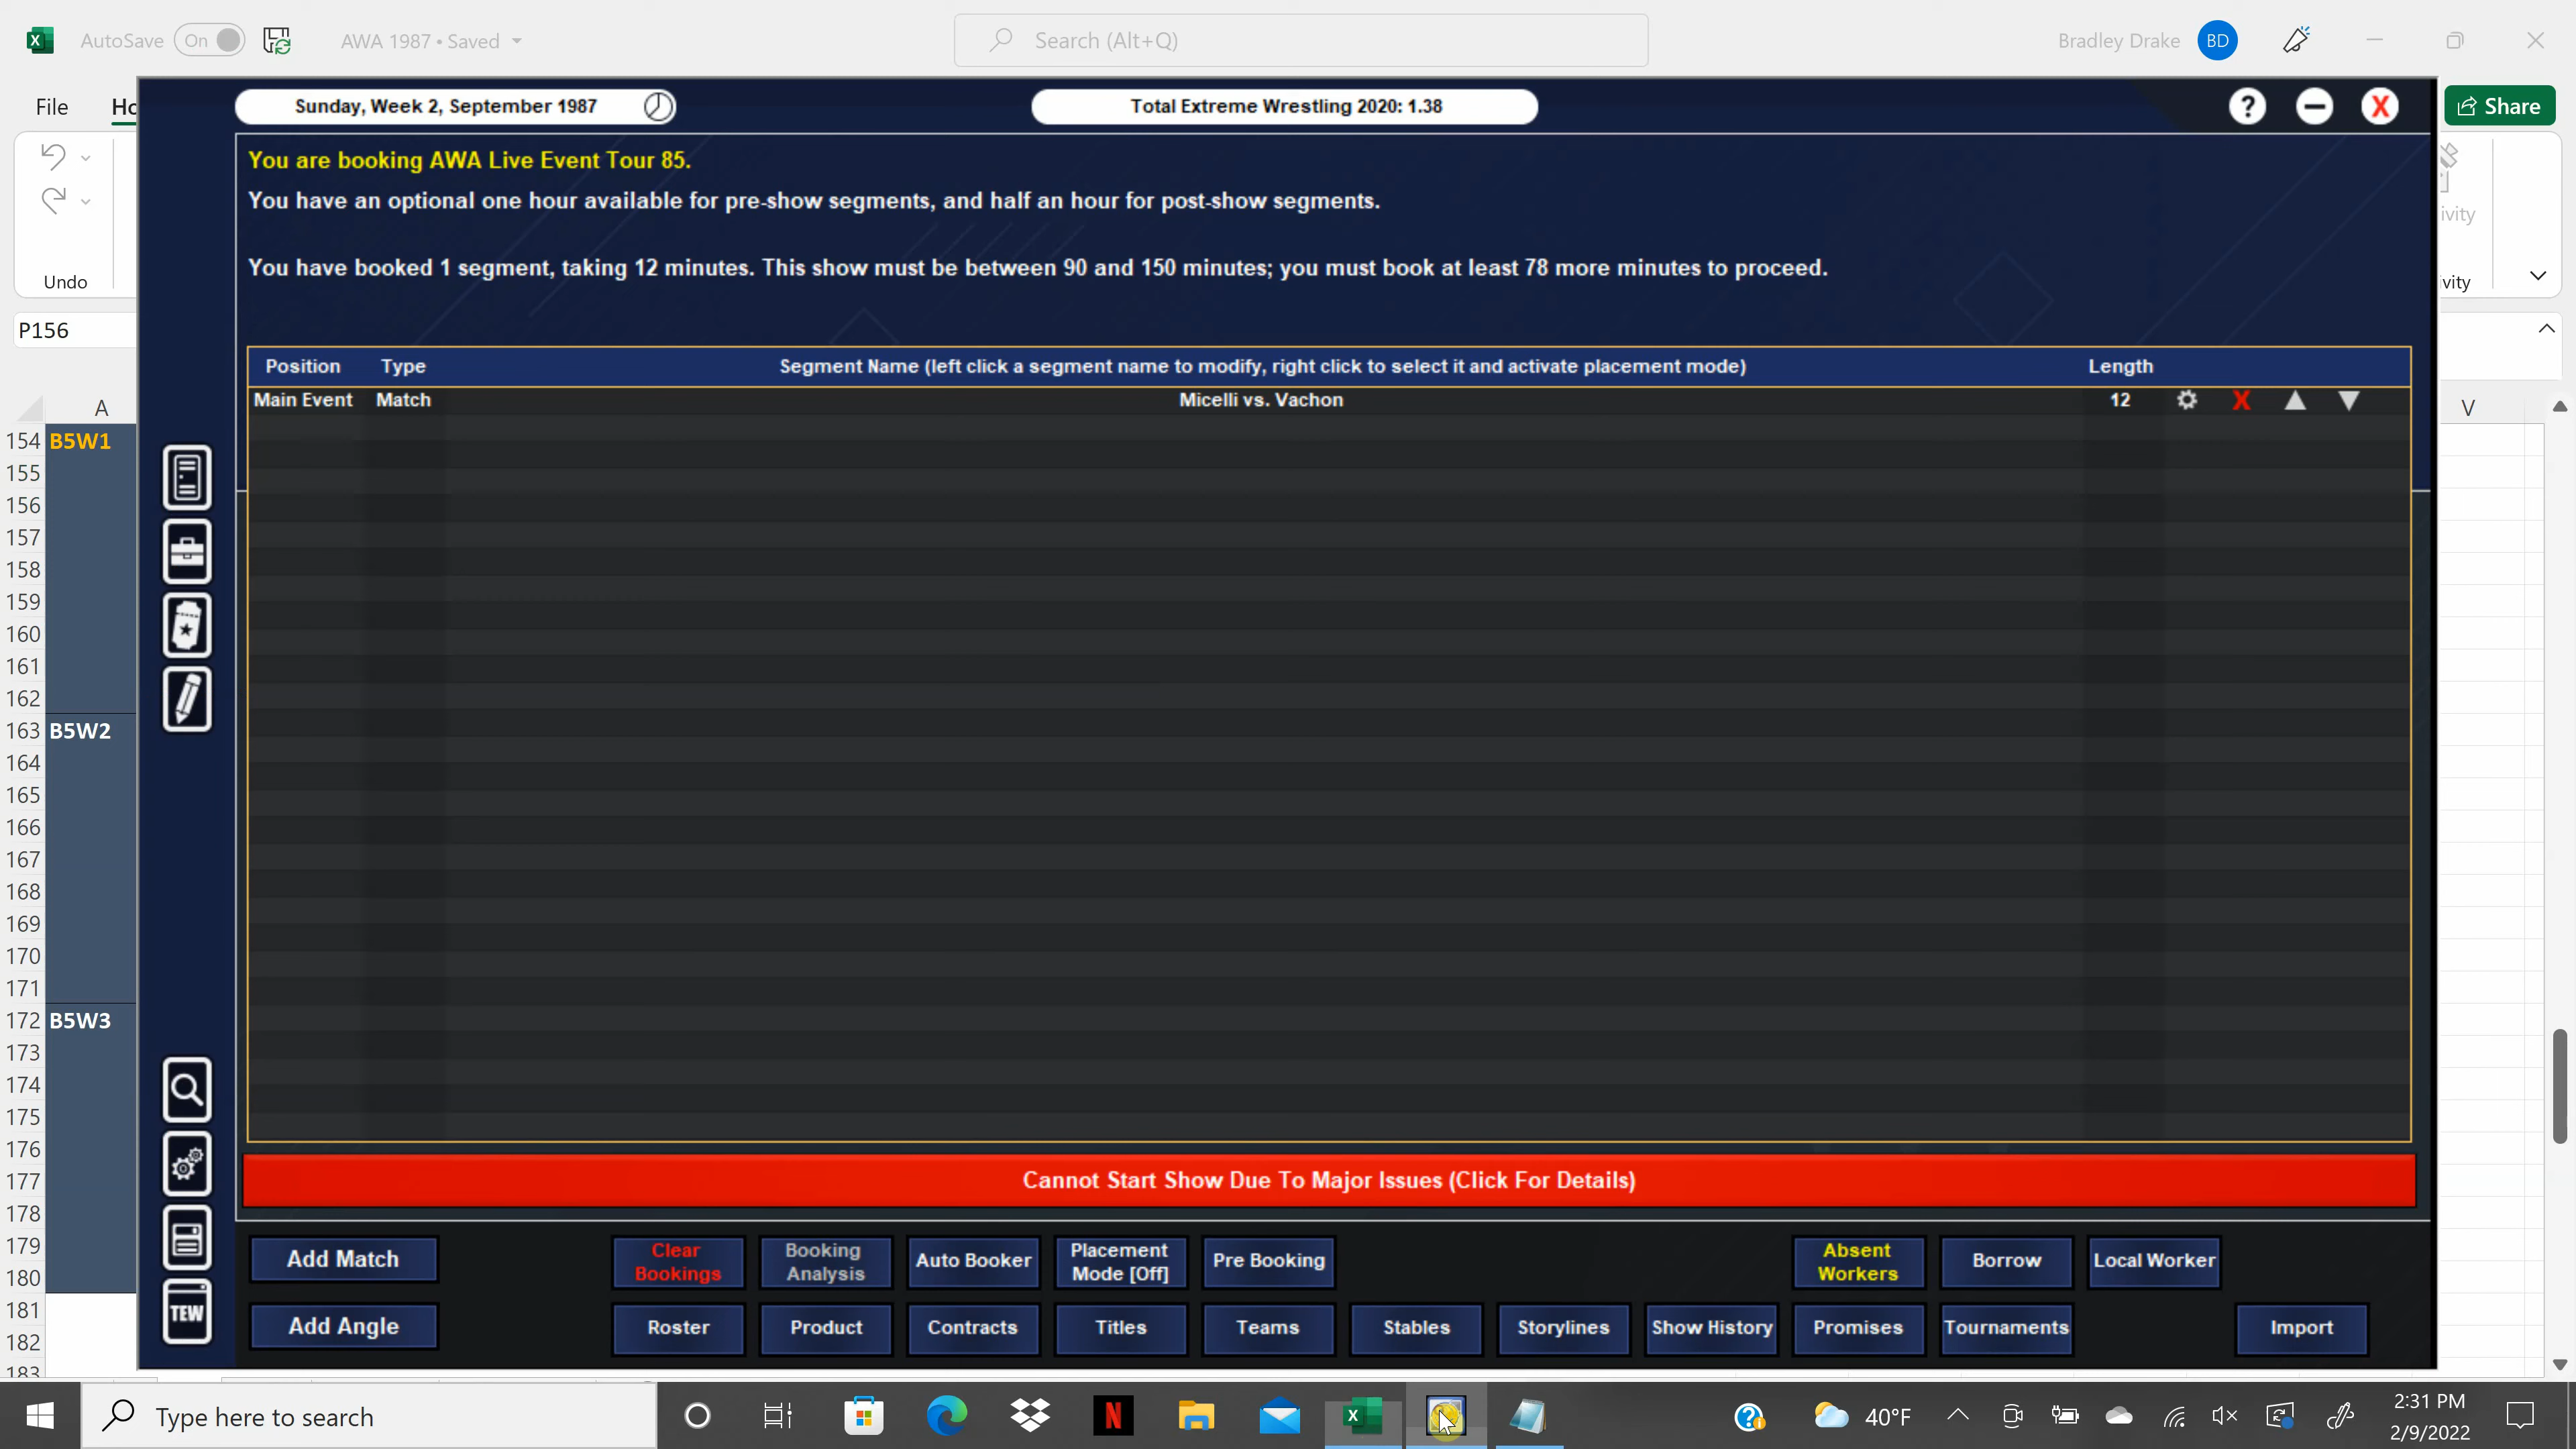 AutoSave On AWA 1987 • Saved Search (Alt+Q) Bradley Drake BD
File Ho
Share
Undo
ivity
vity
P156
Sunday, Week 2, September 1987
Total Extreme Wrestling 2020: 1.38
? X
You are booking AWA Live Event Tour 85.
You have an optional one hour available for pre-show segments, and half an hour for post-show segments.
You have booked 1 segment, taking 12 minutes. This show must be between 90 and 150 minutes; you must book at least 78 more minutes to proceed.
Position Type Segment Name (left click a segment name to modify, right click to select it and activate placement mode) Length
Main Event Match Micelli vs. Vachon 12 X
A V
154 B5W1
155
156
157
158
159
160
161
162
163 B5W2
164
165
166
167
168
169
170
171
172 B5W3
173
174
175
176
177
178
179
180
181
182
183
TEW
Cannot Start Show Due To Major Issues (Click For Details)
Add Match Clear Bookings Booking Analysis Auto Booker Placement Mode [Off] Pre Booking Absent Workers Borrow Local Worker
Add Angle Roster Product Contracts Titles Teams Stables Storylines Show History Promises Tournaments Import
Type here to search
N
X
40°F
2:31 PM
2/9/2022